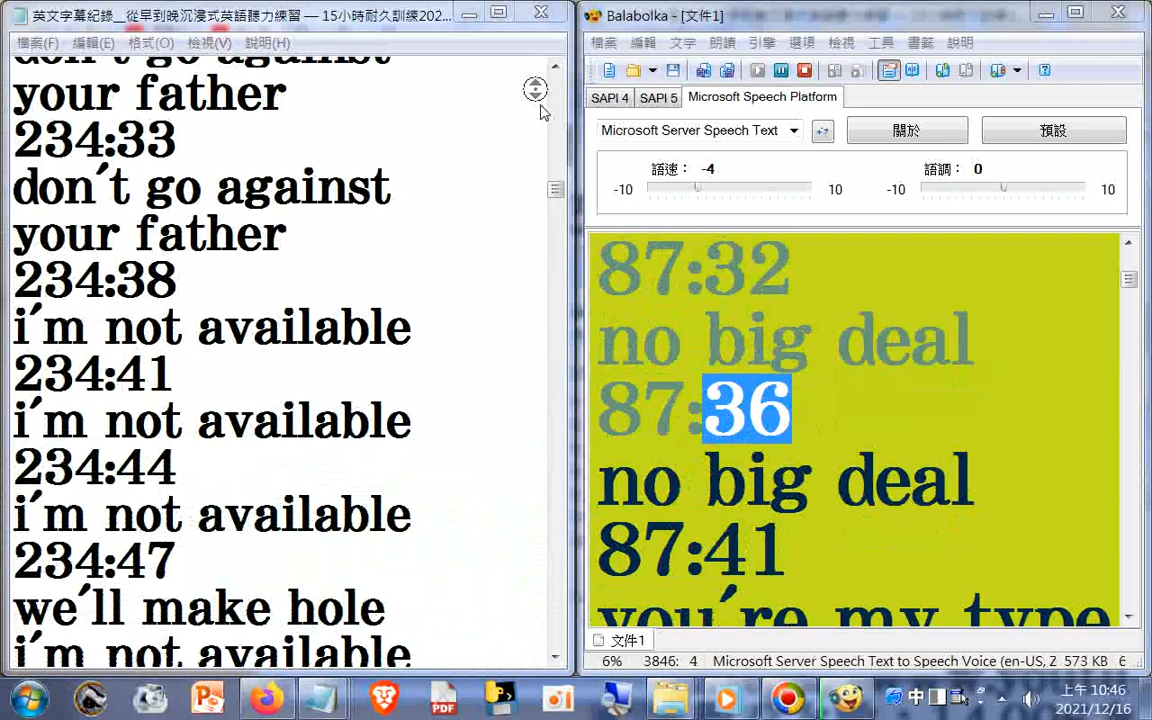 英文字幕紀錄__從早到晚沉浸式英語聽力練習 — 15小時耐久訓練202...
檔案(F) 編輯(E) 格式(O) 檢視(V) 說明(H)
don't go against
your father
234:33
don't go against
your father
234:38
i'm not available
234:41
i'm not available
234:44
i'm not available
234:47
we'll make hole
i'm not available
Balabolka - [文件1]
檔案 編輯 文字 朗讀 引擎 選項 檢視 工具 書籤 說明
SAPI 4 SAPI 5 Microsoft Speech Platform
Microsoft Server Speech Text 關於 預設
語速： -4 語調： 0
-10 10 -10 10
87:32
no big deal
87:36
no big deal
87:41
you're my type
文件1
6% 3846: 4 Microsoft Server Speech Text to Speech Voice (en-US, Z 573 KB 6
PDF
中
上午 10:46
2021/12/16